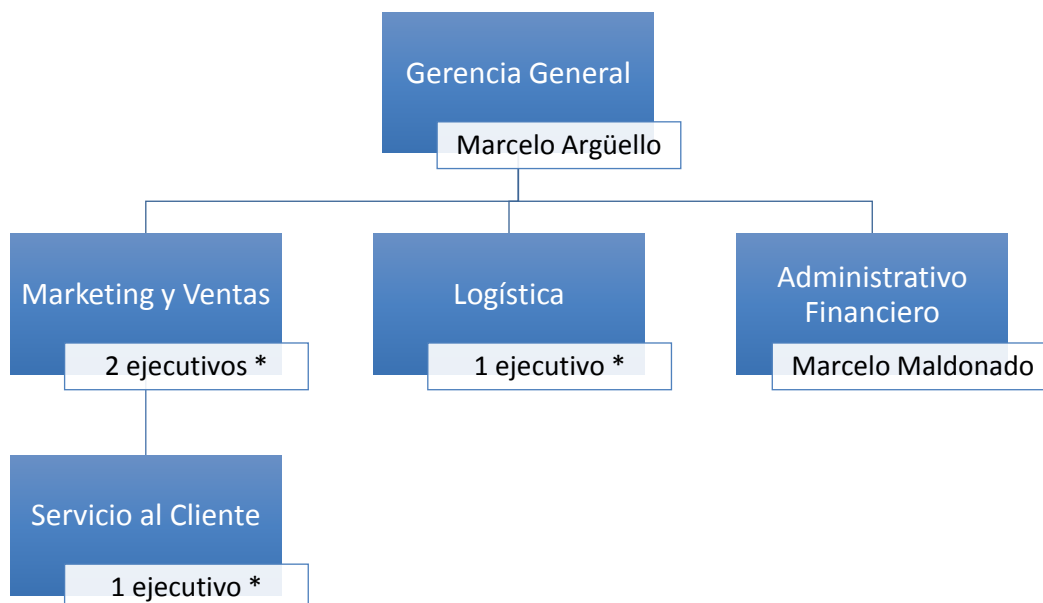 Gerencia General
Marcelo Argüello
Marketing y Ventas
2 ejecutivos *
Logística
1 ejecutivo *
Administrativo
Financiero
Marcelo Maldonado
Servicio al Cliente
1 ejecutivo *